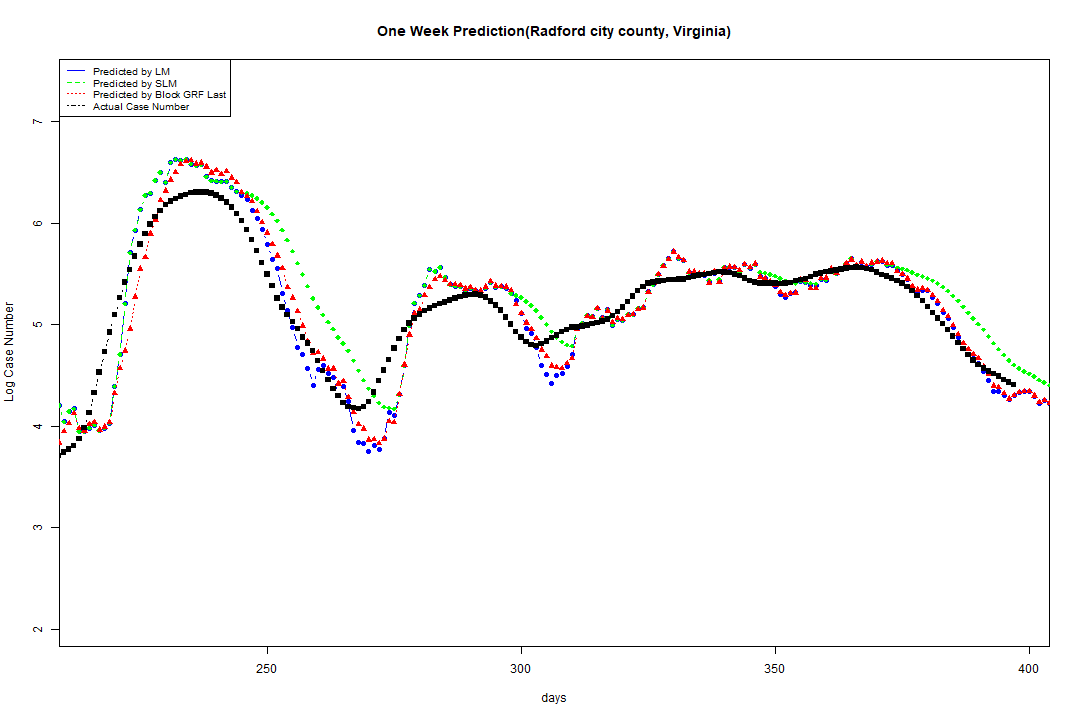 One Week Prediction(Radford city county, Virginia)
Predicted by LM
Predicted by SLM
Predicted by Block GRF Last
Actual Case Number
7
6
5
4
3
2
Log Case Number
250
300
350
400
days